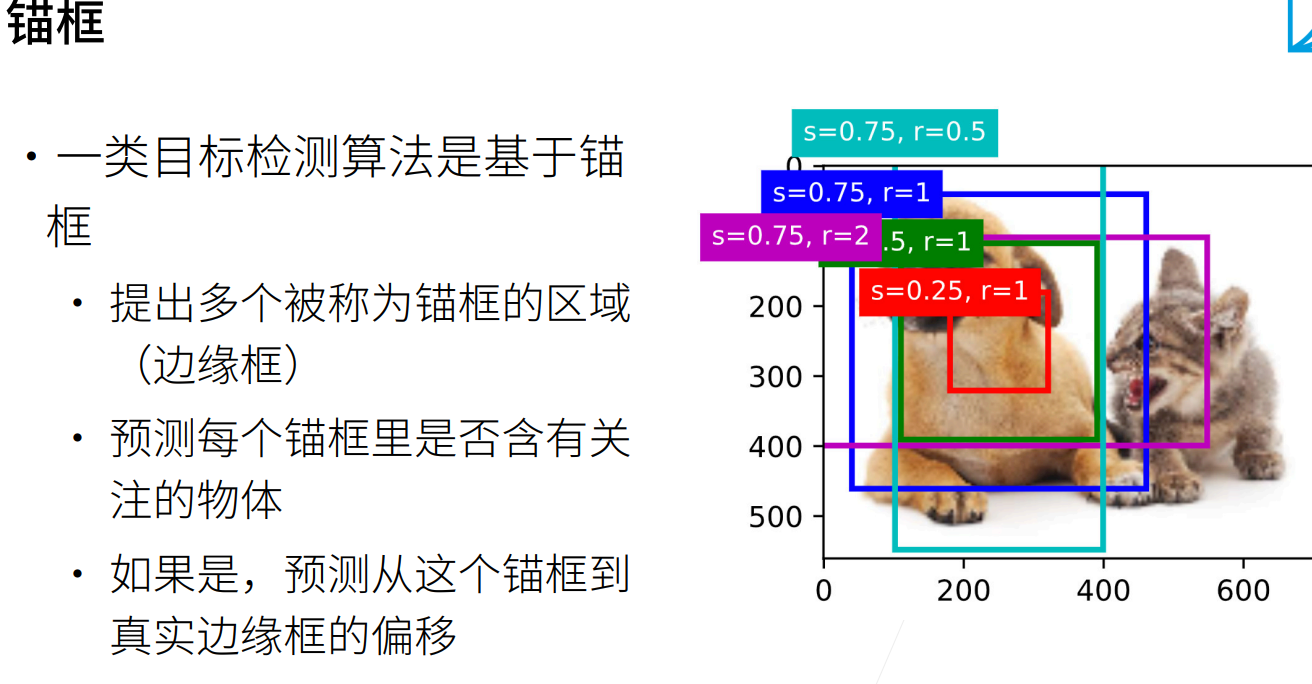 锚框
• 一类目标检测算法是基于锚
框
• 提出多个被称为锚框的区域
（边缘框）
• 预测每个锚框里是否含有关
注的物体
• 如果是，预测从这个锚框到
真实边缘框的偏移
s=0.75, r=0.5
0
s=0.75, r=1
s=0.75, r=2
.5, r=1
s=0.25, r=1
200
300
400
500
0
200
400
600